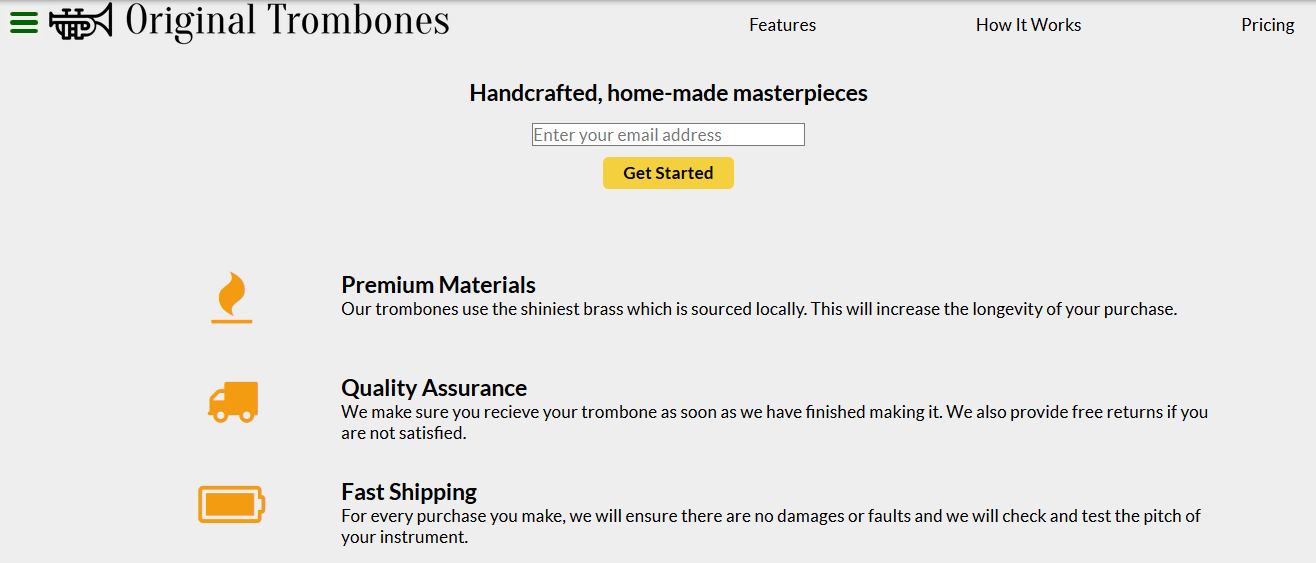 Original Trombones
Features
How It Works
Pricing
Handcrafted, home-made masterpieces
Enter your email address
Get Started
Premium Materials
Our trombones use the shiniest brass which is sourced locally. This will increase the longevity of your purchase.
Quality Assurance
We make sure you recieve your trombone as soon as we have finished making it. We also provide free returns if you
are not satisfied.
Fast Shipping
For every purchase you make, we will ensure there are no damages or faults and we will check and test the pitch of
your instrument.